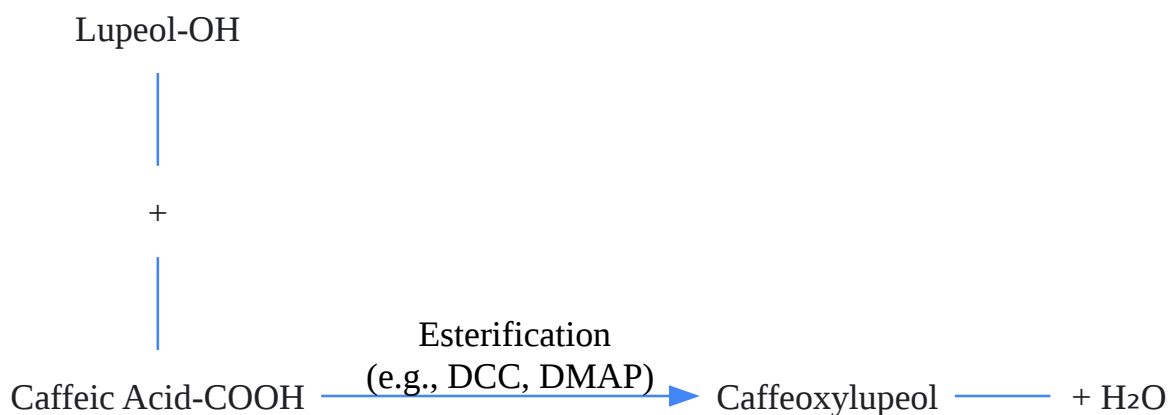 Lupeol-OH
+
Esterification
(e.g., DCC, DMAP)
Caffeic Acid-COOH
Caffeoxylupeol
+ H₂O